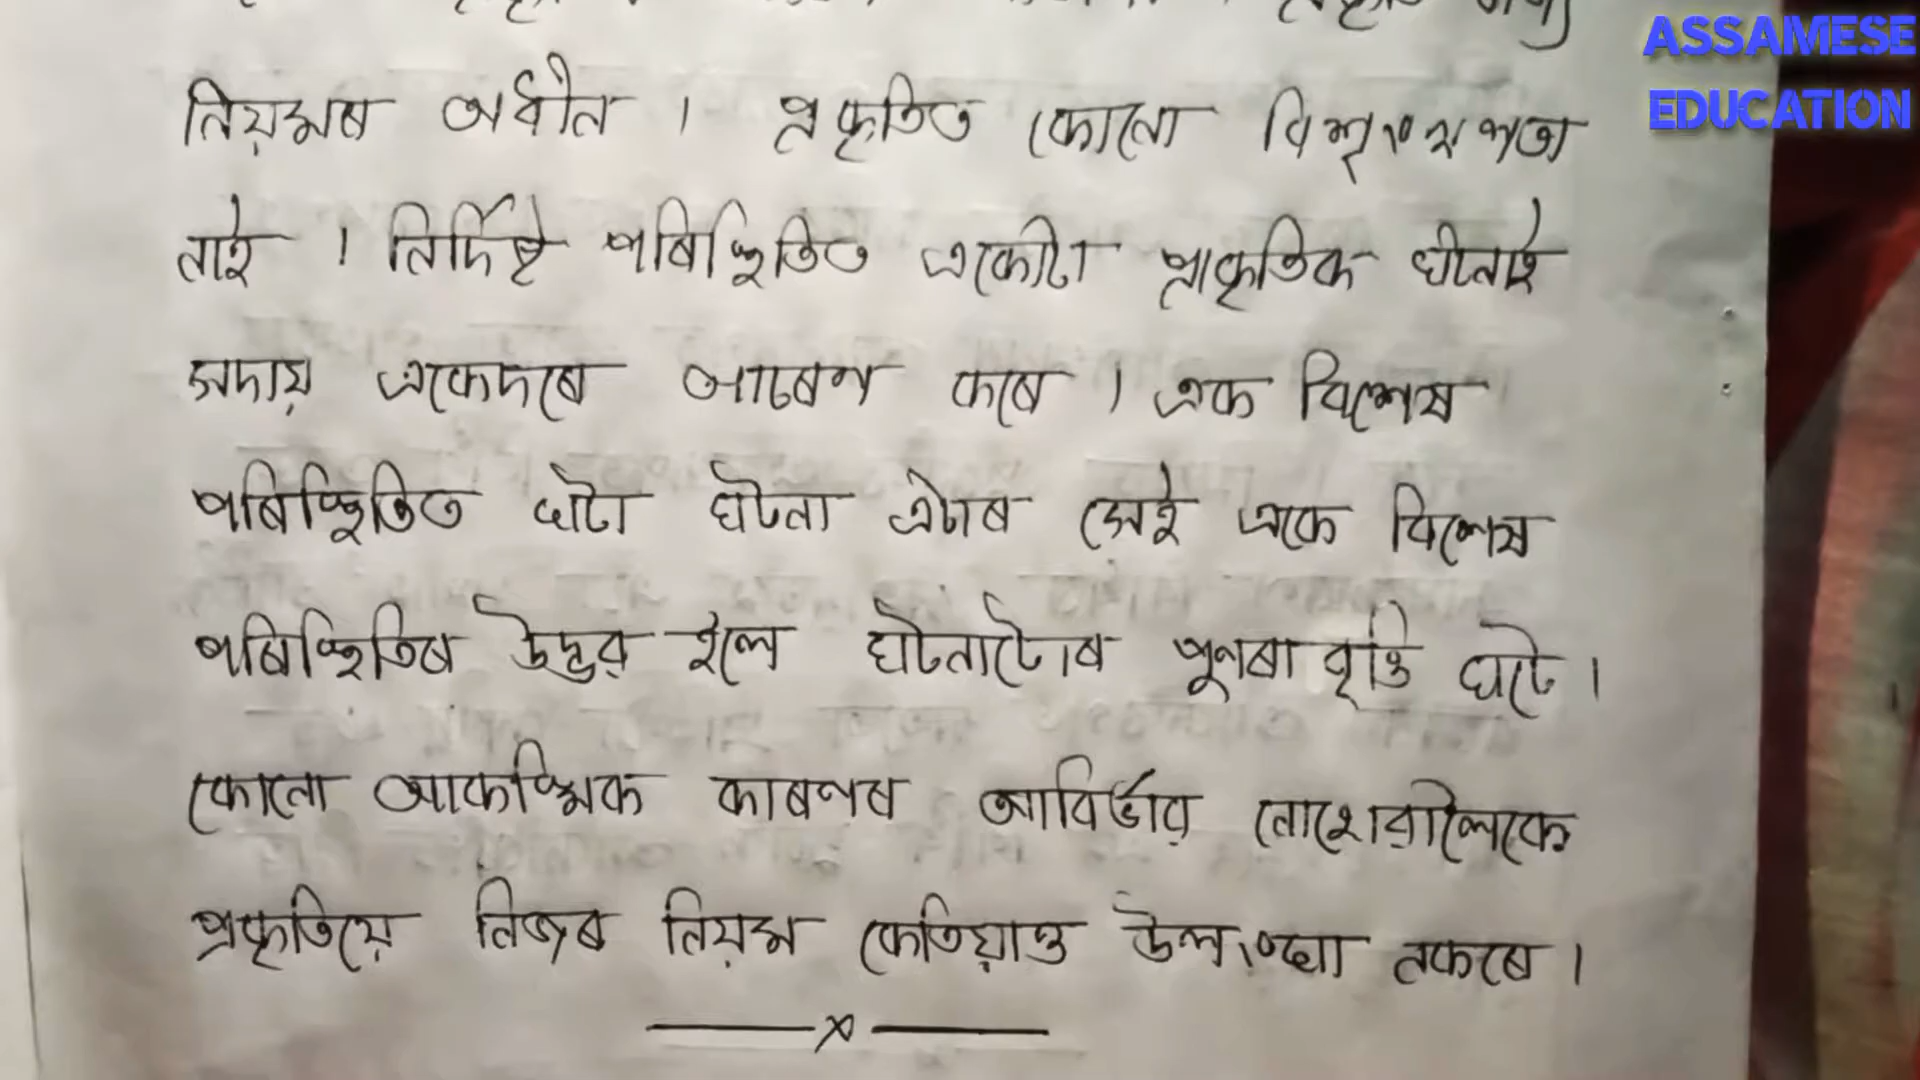 ASSAMESE
EDUCATION
নিয়মৰ অধীন । প্ৰকৃতিত কোনো বিশৃংখলতা
নাই । নিৰ্দিষ্ট পৰিস্থিতিত একোটা প্ৰাকৃতিক ঘটনাই
সদায় একেদৰে আচৰণ কৰে । এক বিশেষ
পৰিস্থিতিত ঘটা ঘটনা এটাৰ সেই একে বিশেষ
পৰিস্থিতিৰ উদ্ভৱ হলে ঘটনাটোৰ পুনৰাবৃত্তি ঘটে ।
কোনো আকস্মিক কাৰণৰ আবিৰ্ভাৱ নোহোৱালৈকে
প্ৰকৃতিয়ে নিজৰ নিয়ম কেতিয়াও উলংঘা নকৰে ।